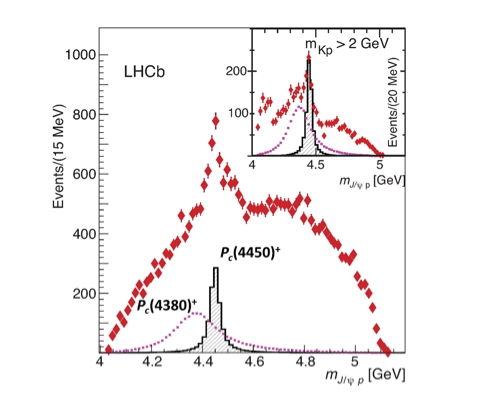 1000
800
600
400
200
Events/(15 MeV)
LHCb
m_{Kp} > 2 GeV
200
100
Events/(20 MeV)
4
4.5
5
m_{J/ψ p} [GeV]
P_c(4450)^+
P_c(4380)^+
4
4.2
4.4
4.6
4.8
5
m_{J/ψ p} [GeV]